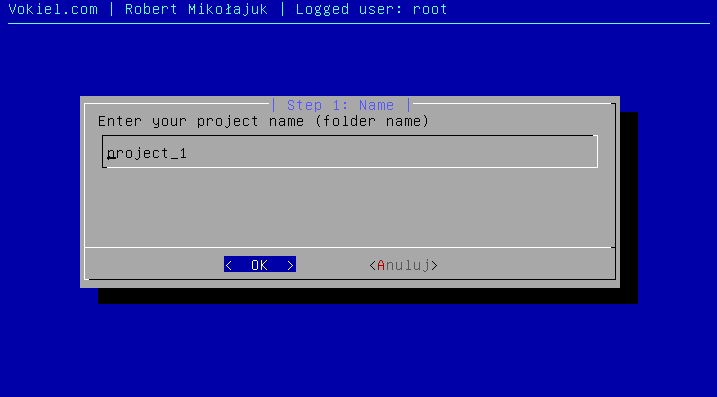 Vokiel.com | Robert Mikołajuk | Logged user: root
| Step 1: Name |
Enter your project name (folder name)
project_1
< OK > <Anuluj>